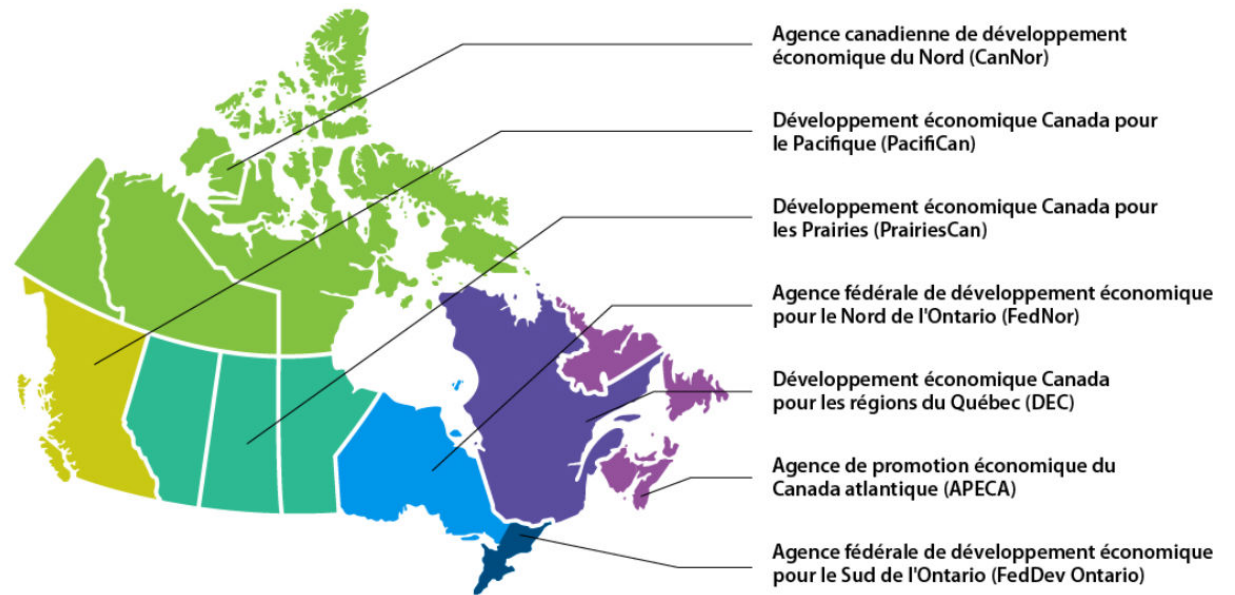 Agence canadienne de développement
économique du Nord (CanNor)
Développement économique Canada pour
le Pacifique (PacifiCan)
Développement économique Canada pour
les Prairies (PrairiesCan)
Agence fédérale de développement économique
pour le Nord de l'Ontario (FedNor)
Développement économique Canada
pour les régions du Québec (DEC)
Agence de promotion économique du
Canada atlantique (APECA)
Agence fédérale de développement économique
pour le Sud de l'Ontario (FedDev Ontario)